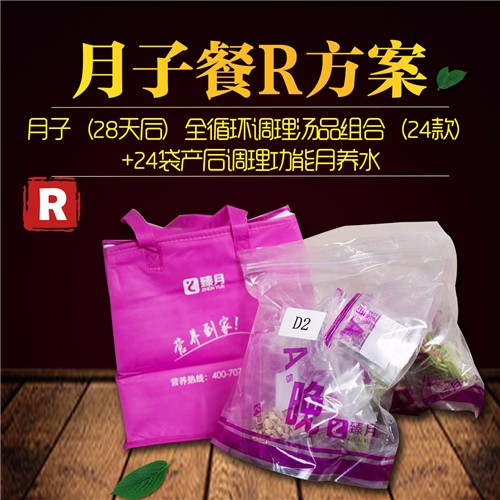 月子餐R方案
月子（28天后）全循环调理汤品组合（24款）
+24袋产后调理功能月养水
R
臻月
ZHEN YUE
营养到家！
营养热线：400-707
D2
A
晚
臻月